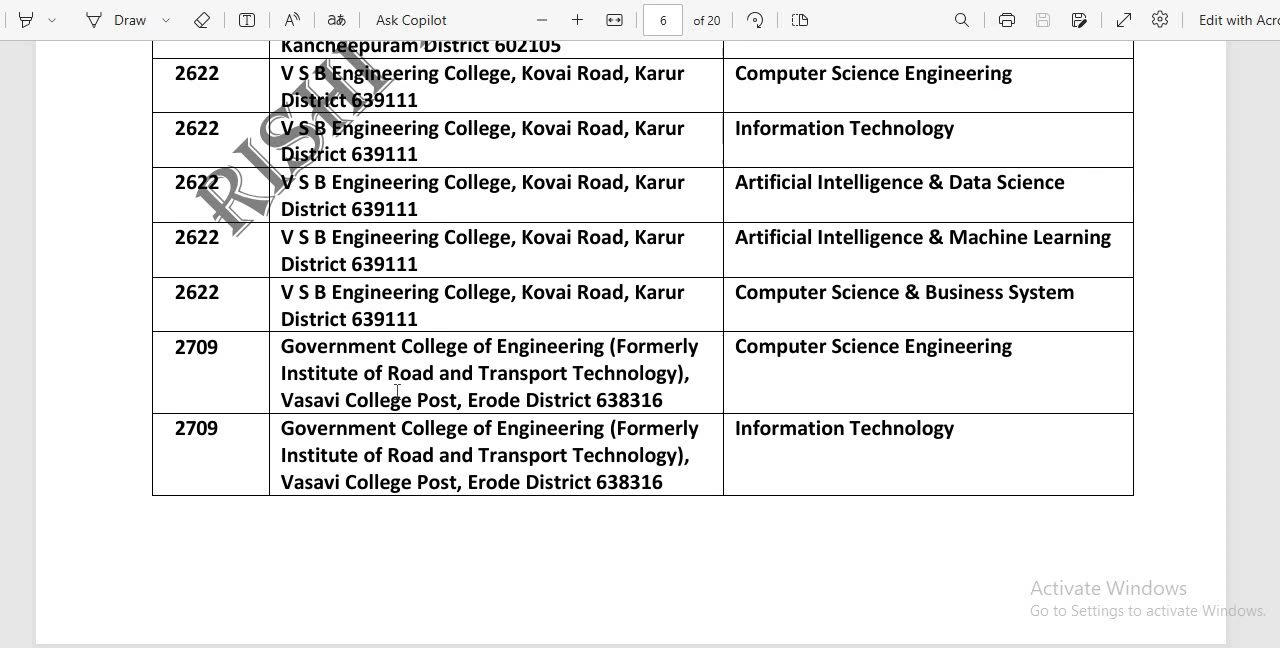 Draw
Ask Copilot
6 of 20
Edit with Acro
Kancheepuram District 602105
2622 V S B Engineering College, Kovai Road, Karur Computer Science Engineering
District 639111
2622 V S B Engineering College, Kovai Road, Karur Information Technology
District 639111
2622 V S B Engineering College, Kovai Road, Karur Artificial Intelligence & Data Science
District 639111
2622 V S B Engineering College, Kovai Road, Karur Artificial Intelligence & Machine Learning
District 639111
2622 V S B Engineering College, Kovai Road, Karur Computer Science & Business System
District 639111
2709 Government College of Engineering (Formerly Computer Science Engineering
Institute of Road and Transport Technology),
Vasavi College Post, Erode District 638316
2709 Government College of Engineering (Formerly Information Technology
Institute of Road and Transport Technology),
Vasavi College Post, Erode District 638316
RISHI
Activate Windows
Go to Settings to activate Windows.